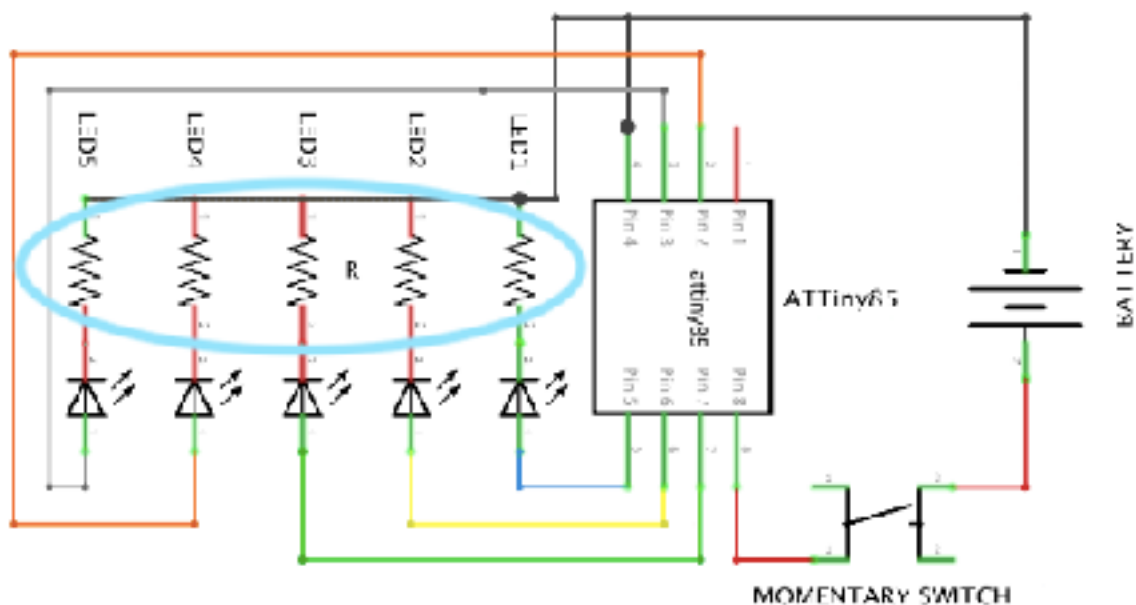 LED5
LED4
LED3
LED2
LED1
R
Pin 4
Pin 3
Pin 2
Pin 1
attiny85
ATTiny85
Pin 5
Pin 6
Pin 7
Pin 8
BATTERY
MOMENTARY SWITCH